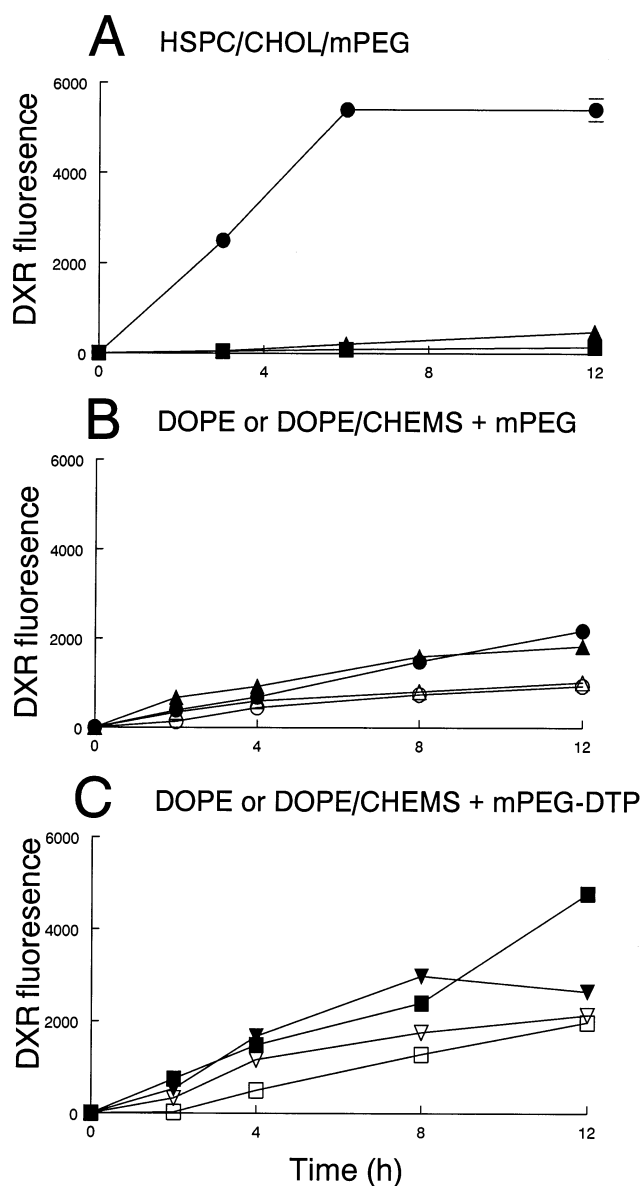 A HSPC/CHOL/mPEG
6000
4000
2000
0
DXR fluoresence
0 4 8 12
B DOPE or DOPE/CHEMS + mPEG
6000
4000
2000
0
DXR fluoresence
0 4 8 12
C DOPE or DOPE/CHEMS + mPEG-DTP
6000
4000
2000
0
DXR fluoresence
0 4 8 12
Time (h)